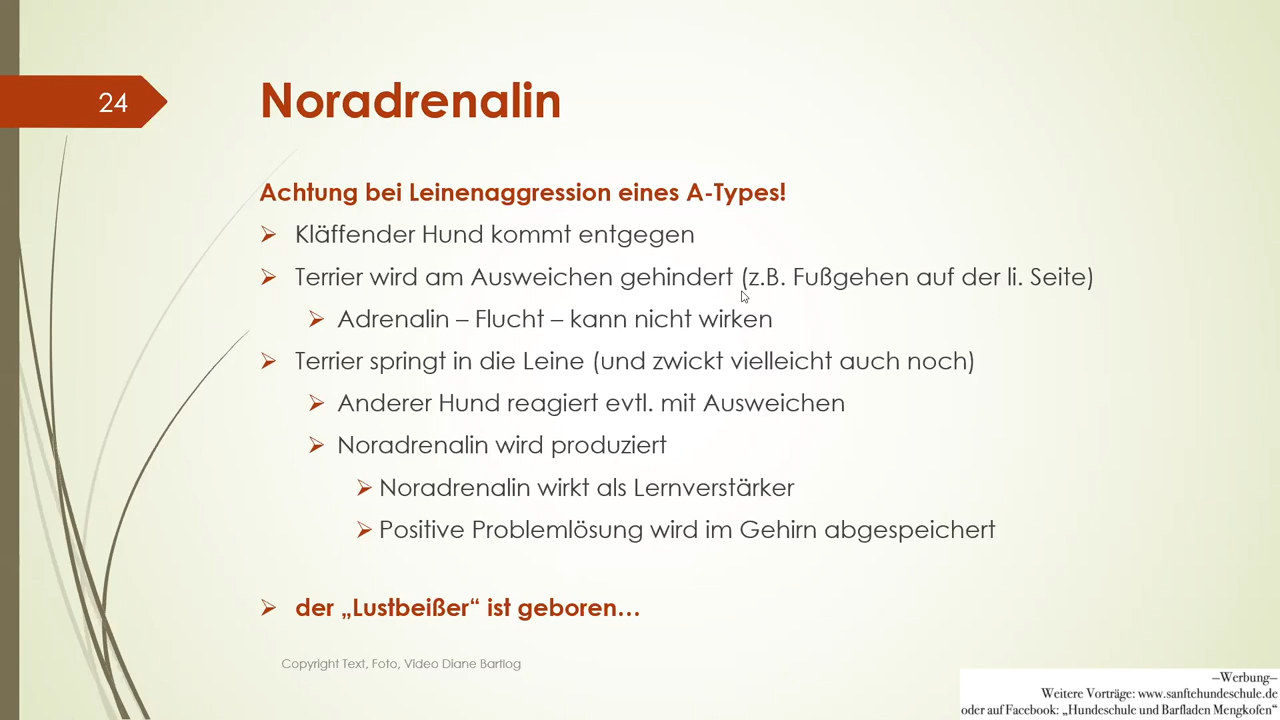 24
Noradrenalin
Achtung bei Leinenaggression eines A-Types!
Kläffender Hund kommt entgegen
Terrier wird am Ausweichen gehindert (z.B. Fußgehen auf der li. Seite)
Adrenalin – Flucht – kann nicht wirken
Terrier springt in die Leine (und zwickt vielleicht auch noch)
Anderer Hund reagiert evtl. mit Ausweichen
Noradrenalin wird produziert
Noradrenalin wirkt als Lernverstärker
Positive Problemlösung wird im Gehirn abgespeichert
der „Lustbeißer“ ist geboren…
Copyright Text, Foto, Video Diane Bartlog
–Werbung–
Weitere Vorträge: www.sanftehundeschule.de
oder auf Facebook: „Hundeschule und Barfladen Mengkofen“